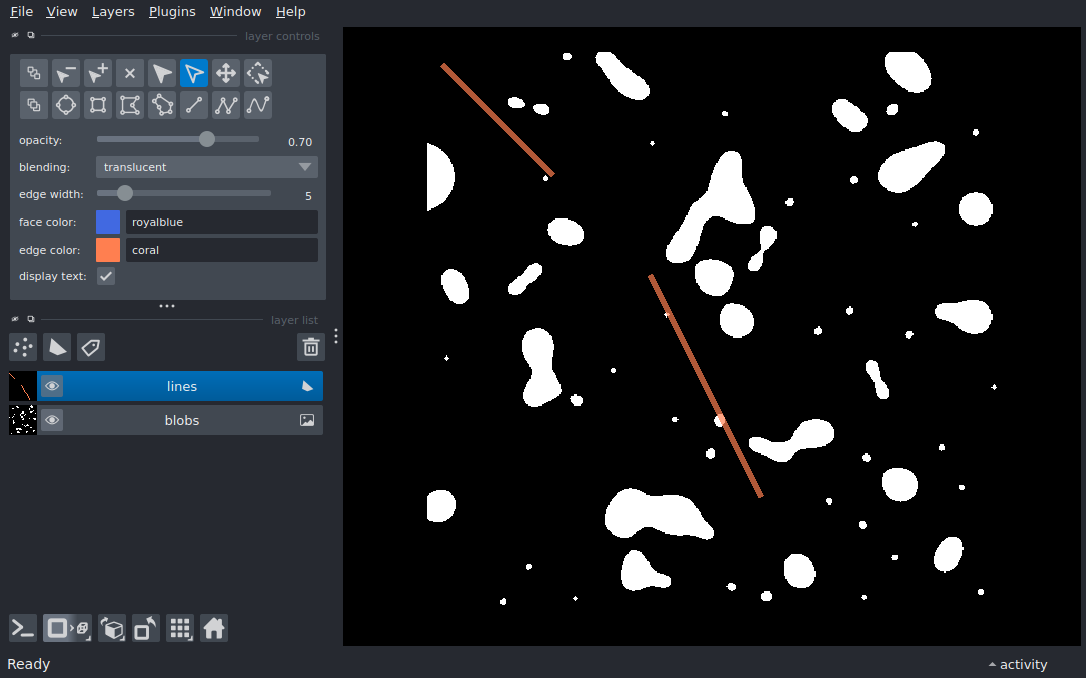 File View Layers Plugins Window Help
layer controls
opacity: 0.70
blending: translucent
edge width: 5
face color: royalblue
edge color: coral
display text:
layer list
lines
blobs
Ready activity